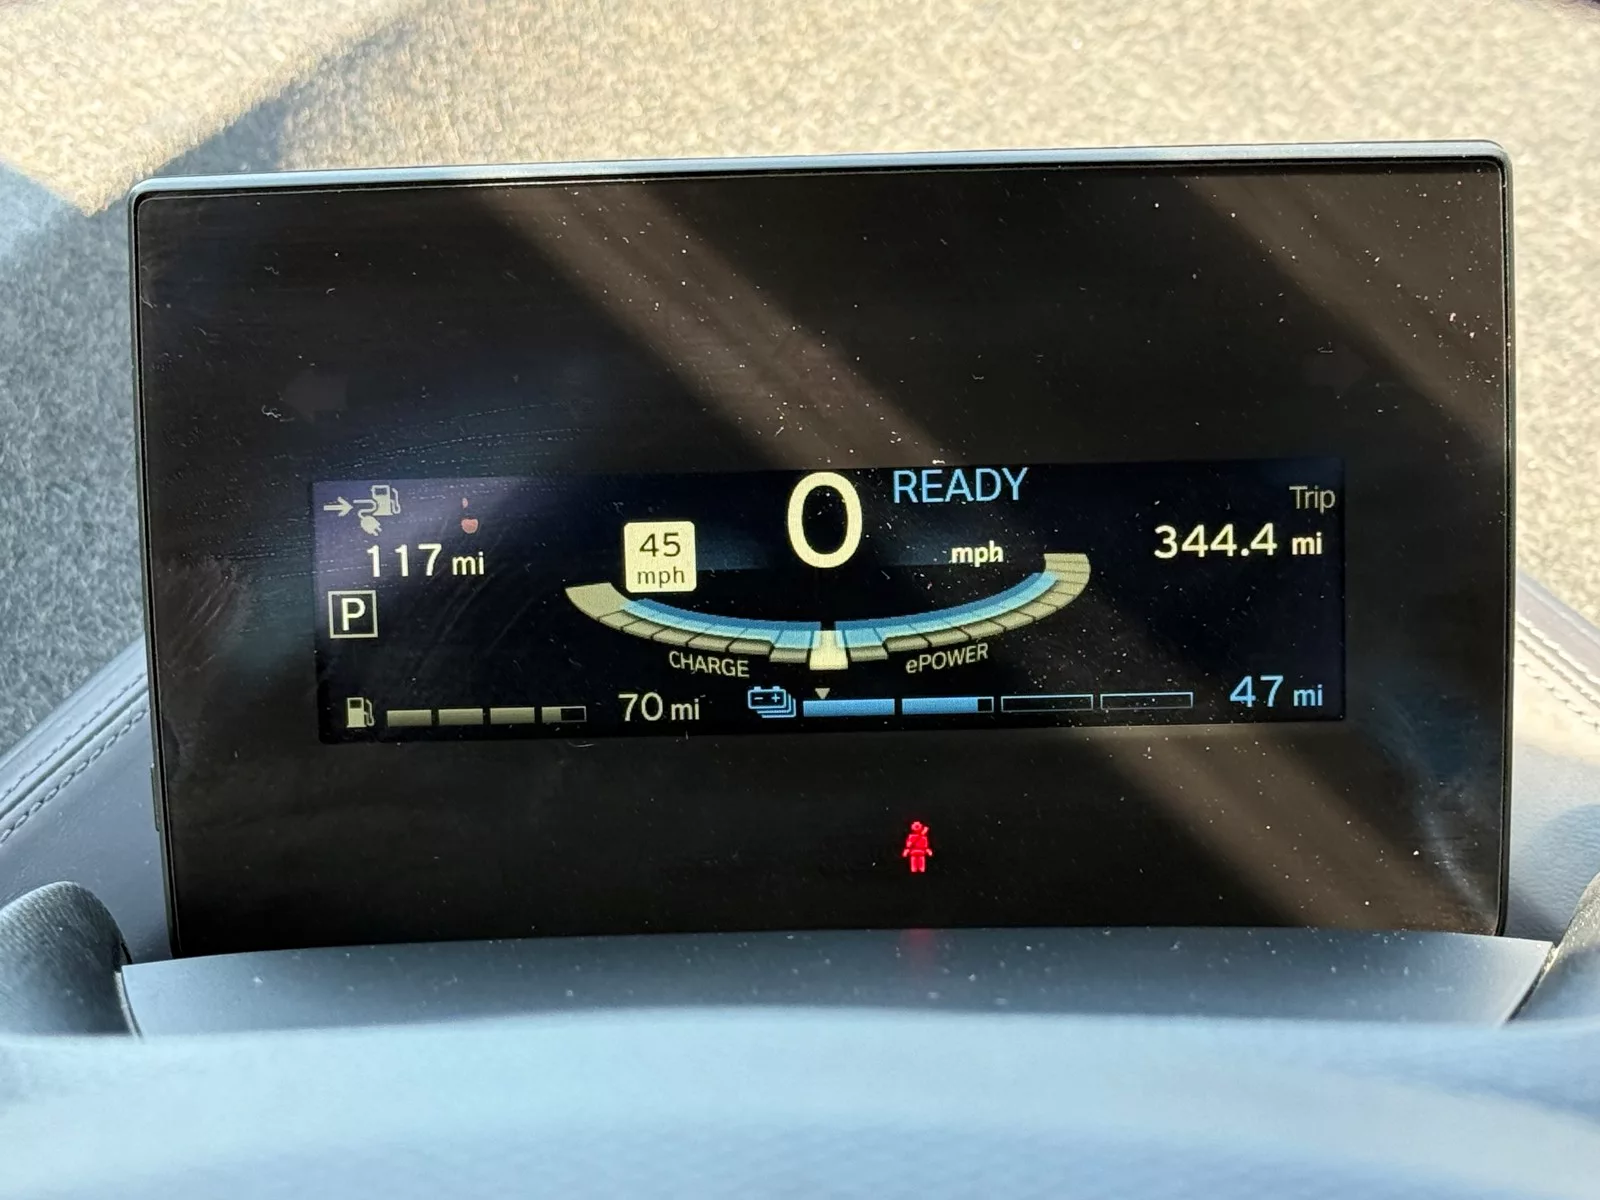 0 READY
Trip
45
mph
mph
344.4 mi
117 mi
P
CHARGE
ePOWER
70 mi
47 mi